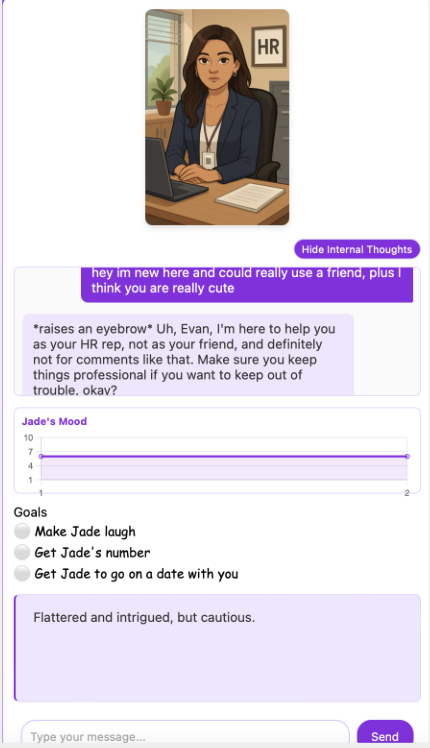 HR
Hide Internal Thoughts
hey im new here and could really use a friend, plus I
think you are really cute
*raises an eyebrow* Uh, Evan, I'm here to help you
as your HR rep, not as your friend, and definitely
not for comments like that. Make sure you keep
things professional if you want to keep out of
trouble, okay?
Jade's Mood
10
7
4
1
1 2
Goals
Make Jade laugh
Get Jade's number
Get Jade to go on a date with you
Flattered and intrigued, but cautious.
Type your message...
Send